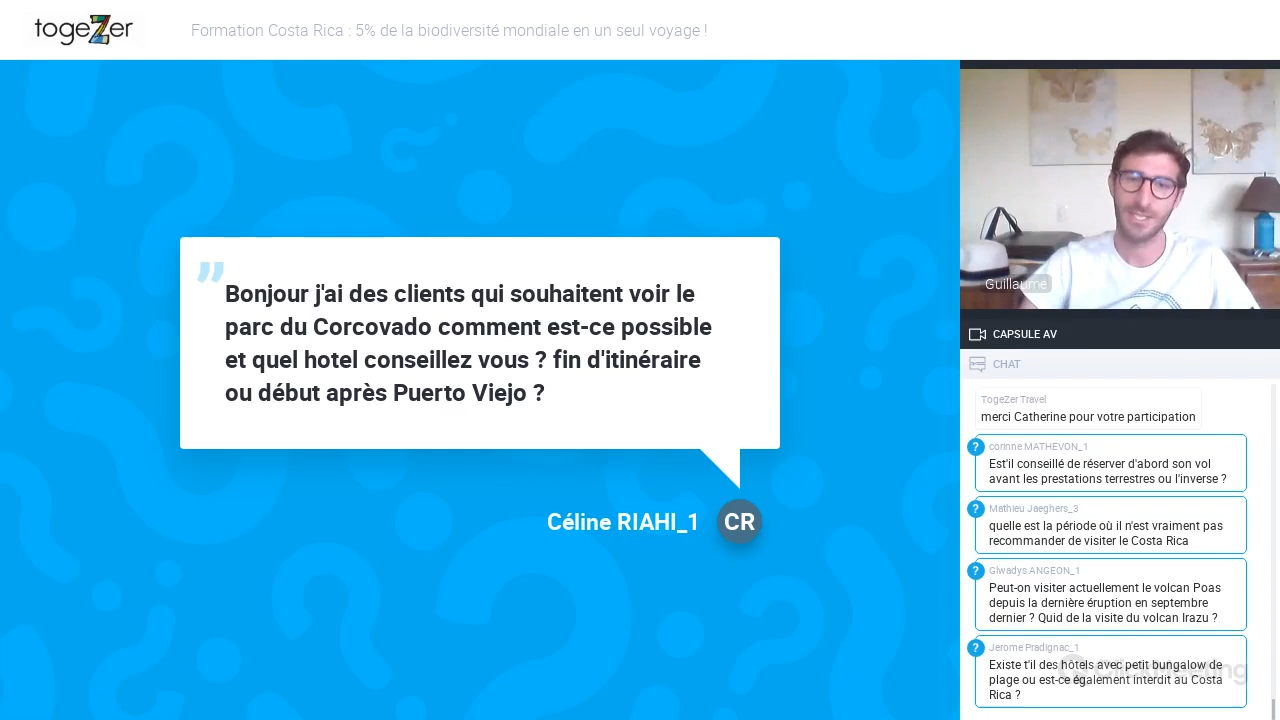 togeZer
Formation Costa Rica : 5% de la biodiversité mondiale en un seul voyage !
”
Bonjour j'ai des clients qui souhaitent voir le
parc du Corcovado comment est-ce possible
et quel hotel conseillez vous ? fin d'itinéraire
ou début après Puerto Viejo ?
Céline RIAHI_1
CR
Guillaume
CAPSULE AV
CHAT
TogeZer Travel
merci Catherine pour votre participation
?
corinne MATHEVON_1
Est'il conseillé de réserver d'abord son vol
avant les prestations terrestres ou l'inverse ?
?
Mathieu Jaeghers_3
quelle est la période où il n'est vraiment pas
recommander de visiter le Costa Rica
?
Glwadys ANGEON_1
Peut-on visiter actuellement le volcan Poas
depuis la dernière éruption en septembre
dernier ? Quid de la visite du volcan Irazu ?
?
Jerome Pradignac_1
Existe t'il des hôtels avec petit bungalow de
plage ou est-ce également interdit au Costa
Rica ?
ClickMeeting